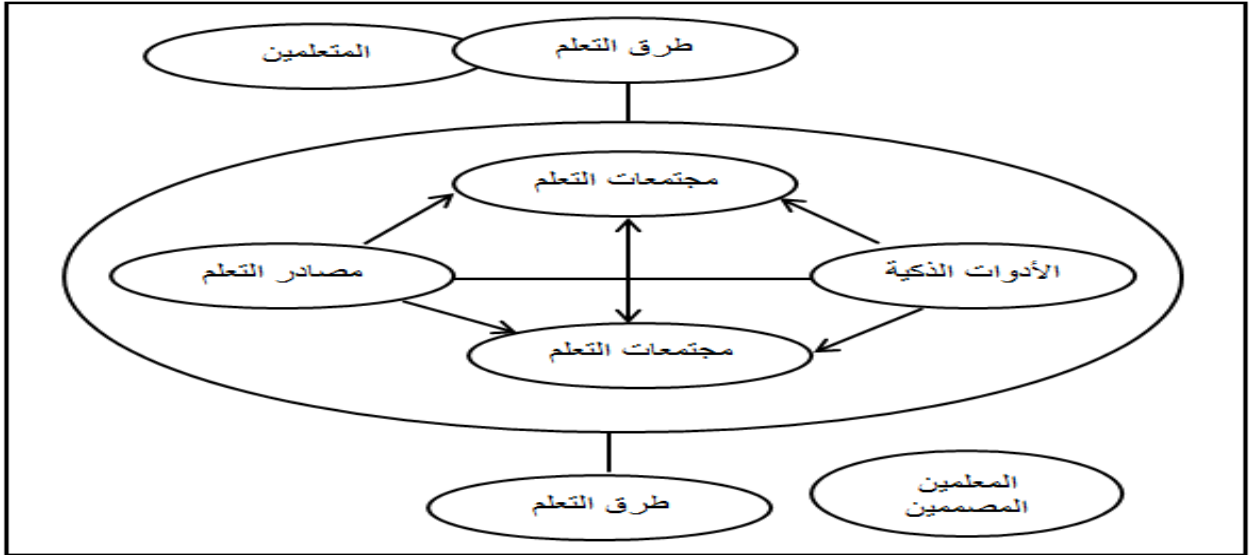 طرق التعلم
المتعلمين
مجتمعات التعلم
الأدوات الذكية
مصادر التعلم
مجتمعات التعلم
طرق التعلم
المعلمين
المصممين